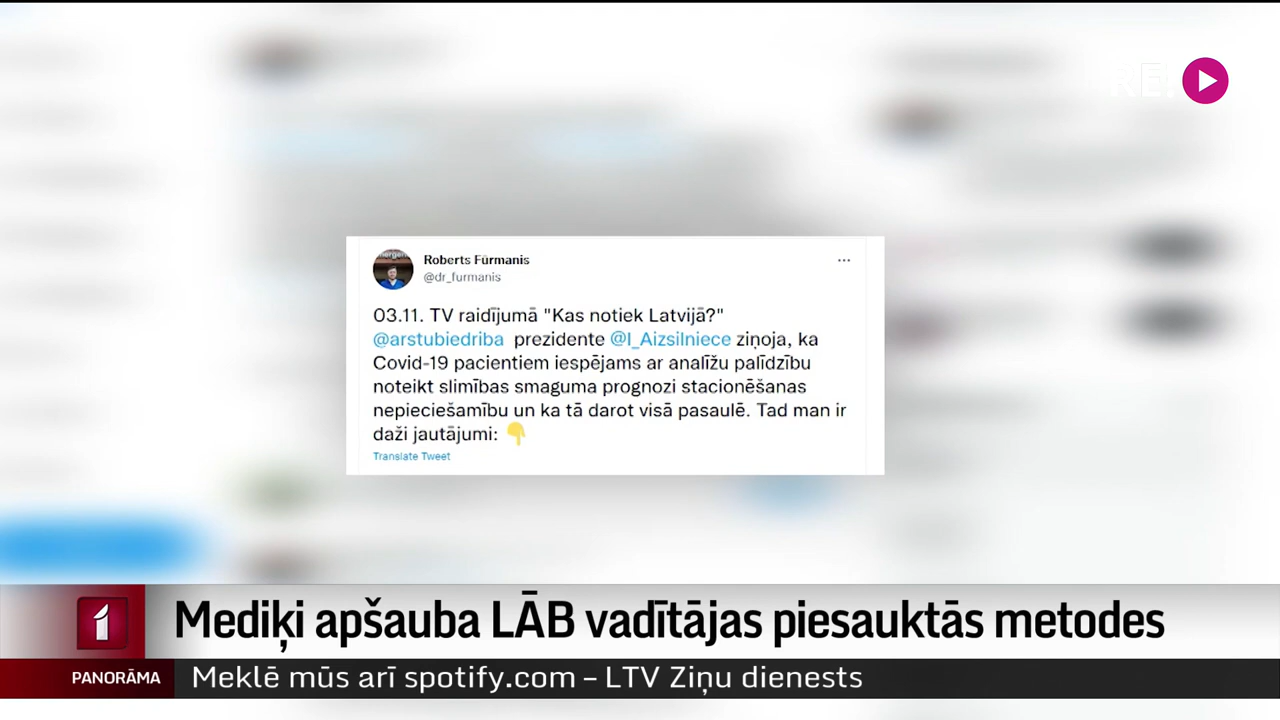 RE:
Roberts Fūrmanis
@dr_furmanis
03.11. TV raidījumā "Kas notiek Latvijā?"
@arstubiedriba prezidente @I_Aizsilniece ziņoja, ka
Covid-19 pacientiem iespējams ar analīžu palīdzību
noteikt slimības smaguma prognozi stacionēšanas
nepieciešamību un ka tā darot visā pasaulē. Tad man ir
daži jautājumi: 👇
Translate Tweet
1
Mediķi apšauba LĀB vadītājas piesauktās metodes
PANORĀMA
Meklē mūs arī spotify.com – LTV Ziņu dienests